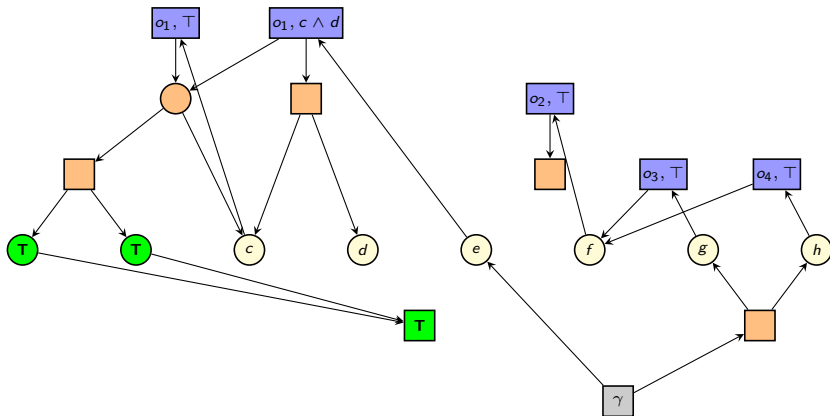 o₁, ⊤
o₁, c ∧ d
o₂, ⊤
o₃, ⊤
o₄, ⊤
T
T
c
d
e
f
g
h
T
γ